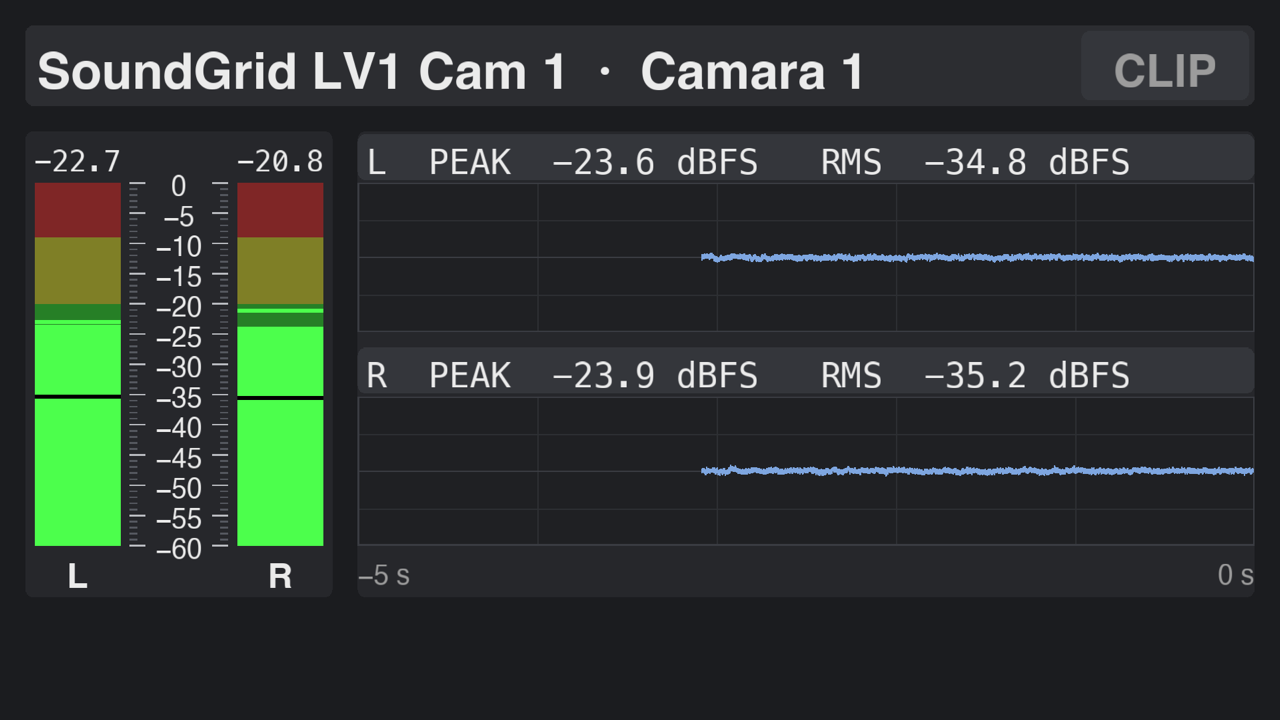 SoundGrid LV1 Cam 1 · Camara 1
CLIP
−22.7
−20.8
0
−5
−10
−15
−20
−25
−30
−35
−40
−45
−50
−55
−60
L
R
L PEAK −23.6 dBFS RMS −34.8 dBFS
R PEAK −23.9 dBFS RMS −35.2 dBFS
−5 s
0 s